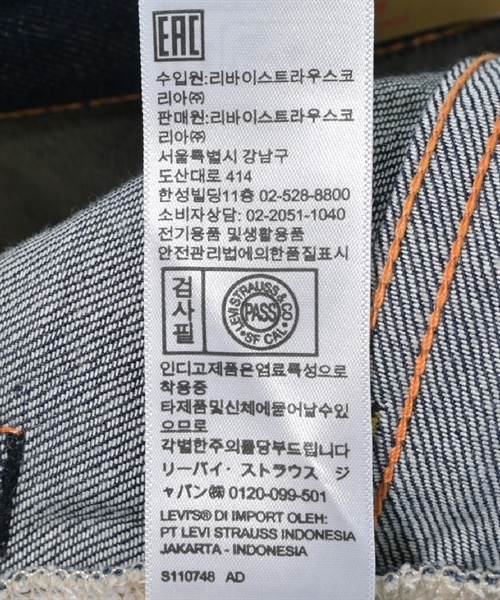 EAC
수입원:리바이스트라우스코
리아㈜
판매원:리바이스트라우스코
리아㈜
서울특별시 강남구
도산대로 414
한성빌딩11층 02-528-8800
소비자상담: 02-2051-1040
전기용품 및생활용품
안전관리법에의한품질표시
검사필
LEVI STRAUSS & CO
PASS
SF CAL
인디고제품은염료특성으로
착용중
타제품및신체에묻어날수있
으므로
각별한주의를당부드립니다
リーバイ・ストラウス ジ
ャパン㈱ 0120-099-501
LEVI'S® DI IMPORT OLEH:
PT LEVI STRAUSS INDONESIA
JAKARTA - INDONESIA
S110748 AD